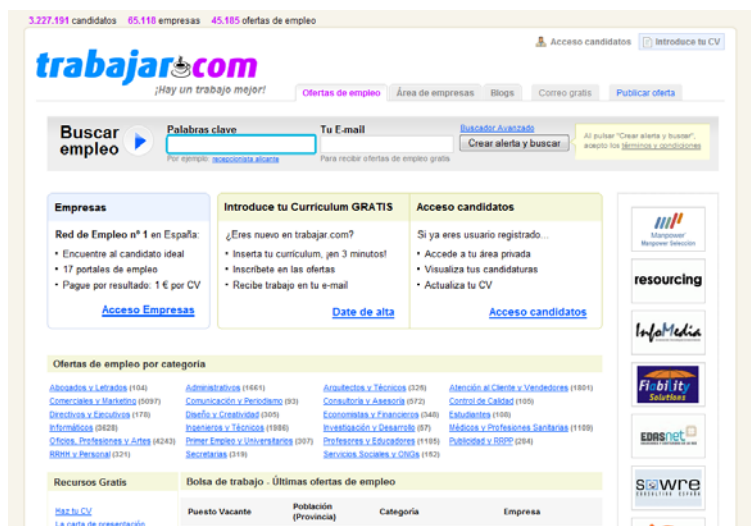 3.227.191 candidatos 65.118 empresas 45.185 ofertas de empleo
Acceso candidatos Introduce tu CV
trabajar.com
¡Hay un trabajo mejor!
Ofertas de empleo Área de empresas Blogs Correo gratis Publicar oferta
Buscar empleo
Palabras clave
Por ejemplo: recepcionista alicante
Tu E-mail
Para recibir ofertas de empleo gratis
Buscador Avanzado
Crear alerta y buscar
Al pulsar "Crear alerta y buscar",
acepto los términos y condiciones
Empresas
Red de Empleo nº 1 en España:
• Encuentre al candidato ideal
• 17 portales de empleo
• Pague por resultado: 1 € por CV
Acceso Empresas
Introduce tu Curriculum GRATIS
¿Eres nuevo en trabajar.com?
• Inserta tu currículum, ¡en 3 minutos!
• Inscríbete en las ofertas
• Recibe trabajo en tu e-mail
Date de alta
Acceso candidatos
Si ya eres usuario registrado...
• Accede a tu área privada
• Visualiza tus candidaturas
• Actualiza tu CV
Acceso candidatos
Manpower
Manpower Selección
resourcing
InfoMedia
Fiability
Solutions
EDASnet
sowre
CONSULTING ESPAÑA
Ofertas de empleo por categoría
Abogados y Letrados (104) Administrativos (1661) Arquitectos y Técnicos (326) Atención al Cliente y Vendedores (1801)
Comerciales y Marketing (5097) Comunicación y Periodismo (93) Consultoría y Asesoría (572) Control de Calidad (105)
Directivos y Ejecutivos (178) Diseño y Creatividad (305) Economistas y Financieros (348) Estudiantes (108)
Informáticos (3628) Ingenieros y Técnicos (1986) Investigación y Desarrollo (67) Médicos y Profesiones Sanitarias (1109)
Oficios, Profesiones y Artes (4243) Primer Empleo y Universitarios (307) Profesores y Educadores (1185) Publicidad y RRPP (284)
RRHH y Personal (321) Secretarias (319) Servicios Sociales y ONGs (162)
Recursos Gratis
Haz tu CV
La carta de presentación
Bolsa de trabajo - Últimas ofertas de empleo
Puesto Vacante Población (Provincia) Categoría Empresa